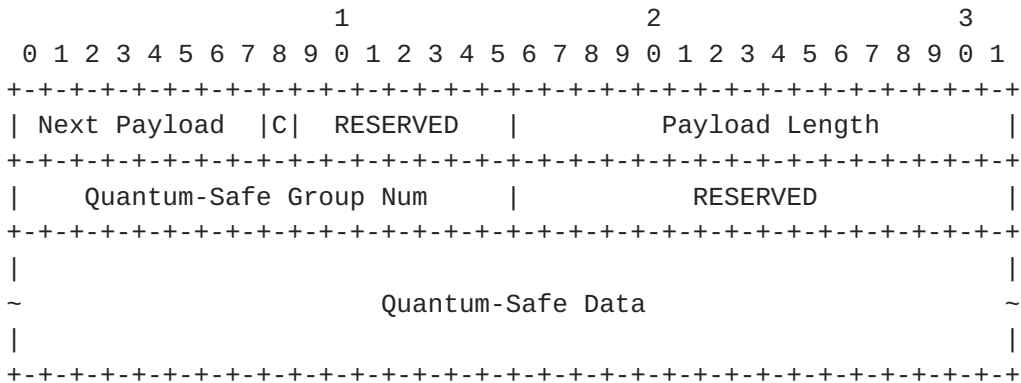 1                   2                   3
 0 1 2 3 4 5 6 7 8 9 0 1 2 3 4 5 6 7 8 9 0 1 2 3 4 5 6 7 8 9 0 1
+-+-+-+-+-+-+-+-+-+-+-+-+-+-+-+-+-+-+-+-+-+-+-+-+-+-+-+-+-+-+-+-+
| Next Payload  |C|  RESERVED   |         Payload Length        |
+-+-+-+-+-+-+-+-+-+-+-+-+-+-+-+-+-+-+-+-+-+-+-+-+-+-+-+-+-+-+-+-+
|    Quantum-Safe Group Num     |           RESERVED            |
+-+-+-+-+-+-+-+-+-+-+-+-+-+-+-+-+-+-+-+-+-+-+-+-+-+-+-+-+-+-+-+-+
|                                                               |
~                       Quantum-Safe Data                       ~
|                                                               |
+-+-+-+-+-+-+-+-+-+-+-+-+-+-+-+-+-+-+-+-+-+-+-+-+-+-+-+-+-+-+-+-+